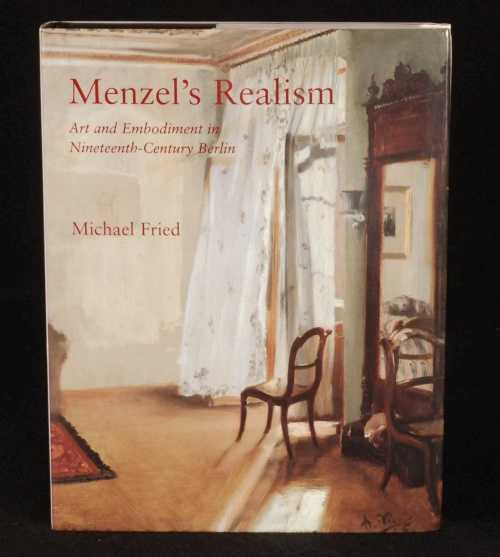 Menzel's Realism
Art and Embodiment in
Nineteenth-Century Berlin
Michael Fried